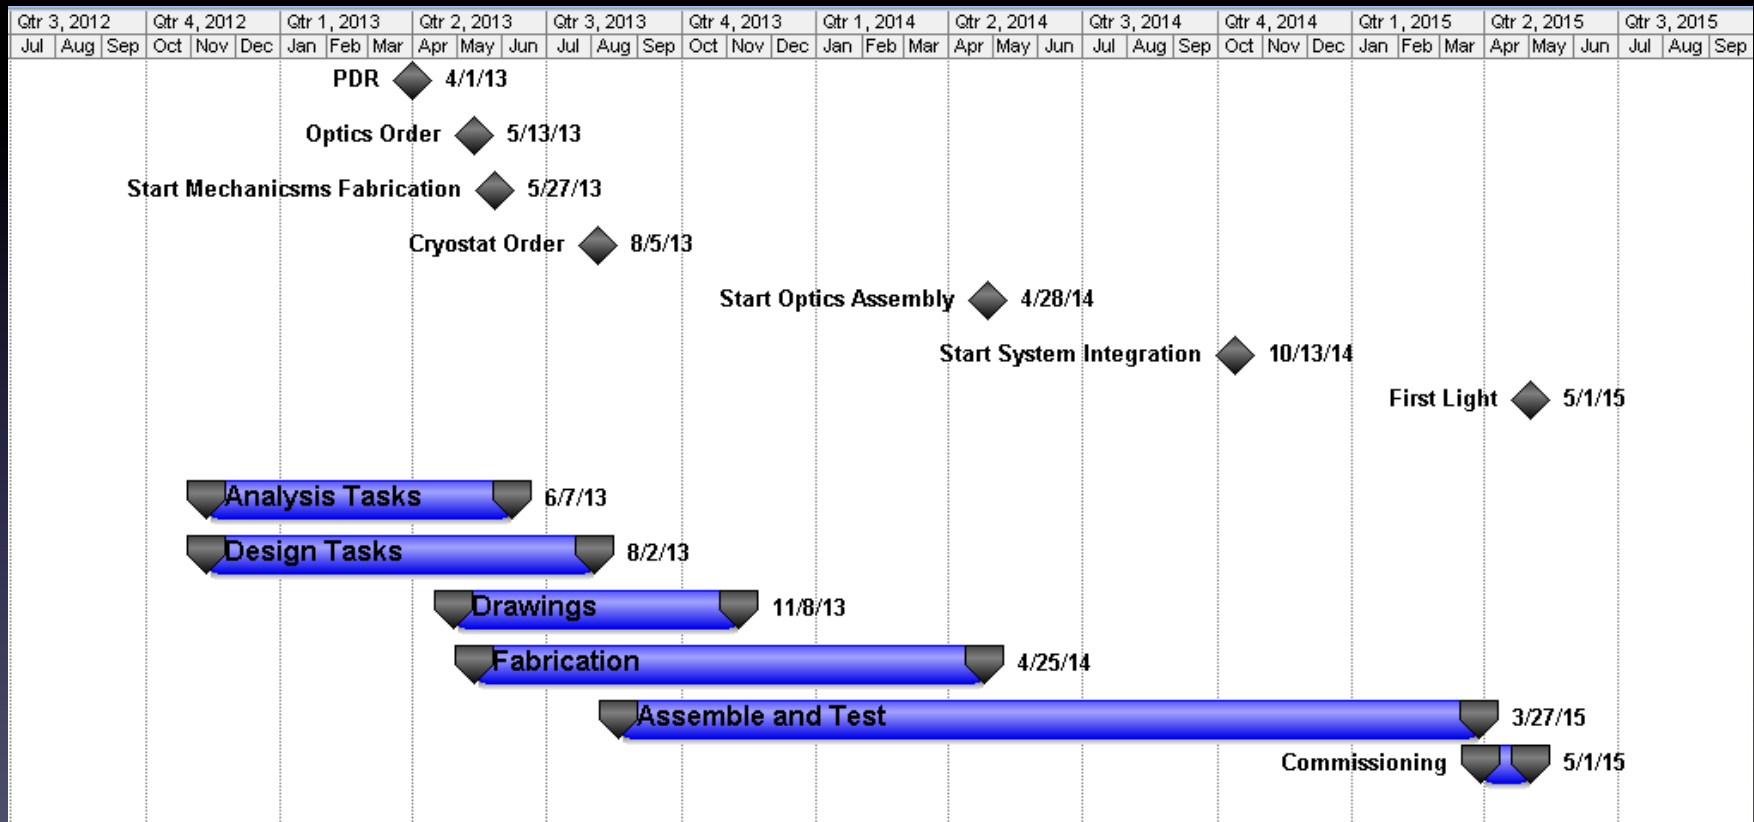 Qtr 3, 2012 Qtr 4, 2012 Qtr 1, 2013 Qtr 2, 2013 Qtr 3, 2013 Qtr 4, 2013 Qtr 1, 2014 Qtr 2, 2014 Qtr 3, 2014 Qtr 4, 2014 Qtr 1, 2015 Qtr 2, 2015 Qtr 3, 2015
Jul Aug Sep Oct Nov Dec Jan Feb Mar Apr May Jun Jul Aug Sep Oct Nov Dec Jan Feb Mar Apr May Jun Jul Aug Sep Oct Nov Dec Jan Feb Mar Apr May Jun Jul Aug Sep
PDR 4/1/13
Optics Order 5/13/13
Start Mechanicsms Fabrication 5/27/13
Cryostat Order 8/5/13
Start Optics Assembly 4/28/14
Start System Integration 10/13/14
First Light 5/1/15
Analysis Tasks 6/7/13
Design Tasks 8/2/13
Drawings 11/8/13
Fabrication 4/25/14
Assemble and Test 3/27/15
Commissioning 5/1/15